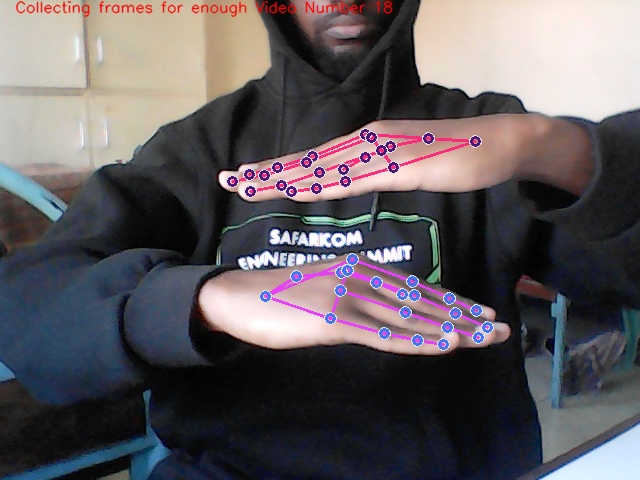 Collecting frames for enough Video Number 18
SAFARICOM
ENGINEERING SUMMIT